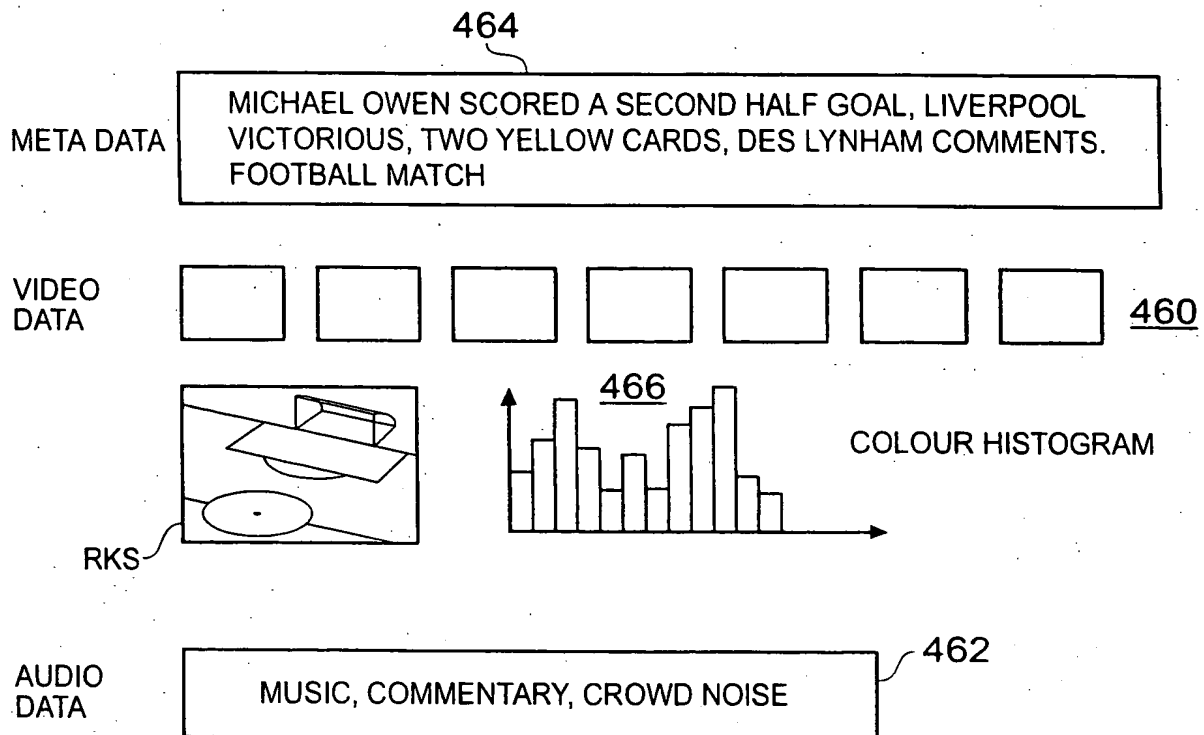 464
META DATA
MICHAEL OWEN SCORED A SECOND HALF GOAL, LIVERPOOL
VICTORIOUS, TWO YELLOW CARDS, DES LYNHAM COMMENTS.
FOOTBALL MATCH
VIDEO
DATA
460
466
COLOUR HISTOGRAM
RKS
462
AUDIO
DATA
MUSIC, COMMENTARY, CROWD NOISE